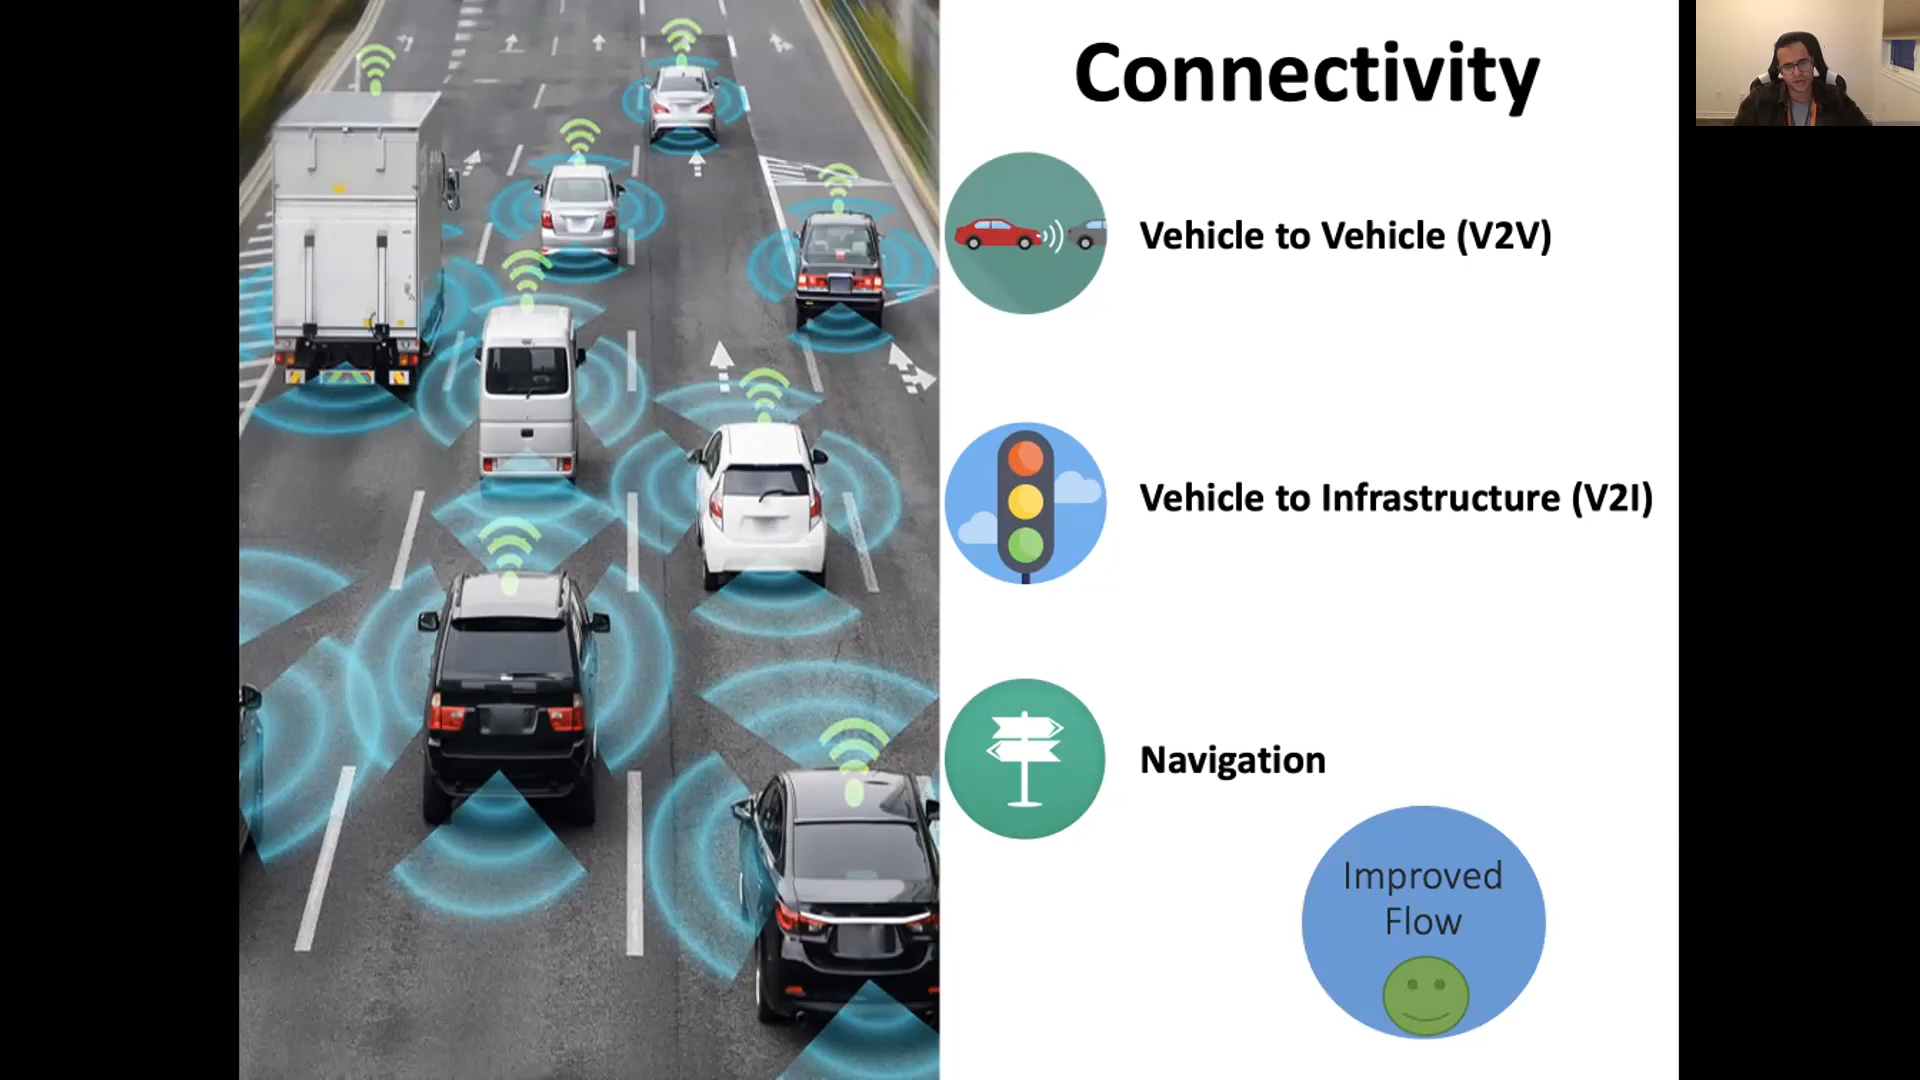 Connectivity
Vehicle to Vehicle (V2V)
Vehicle to Infrastructure (V2I)
Navigation
Improved
Flow